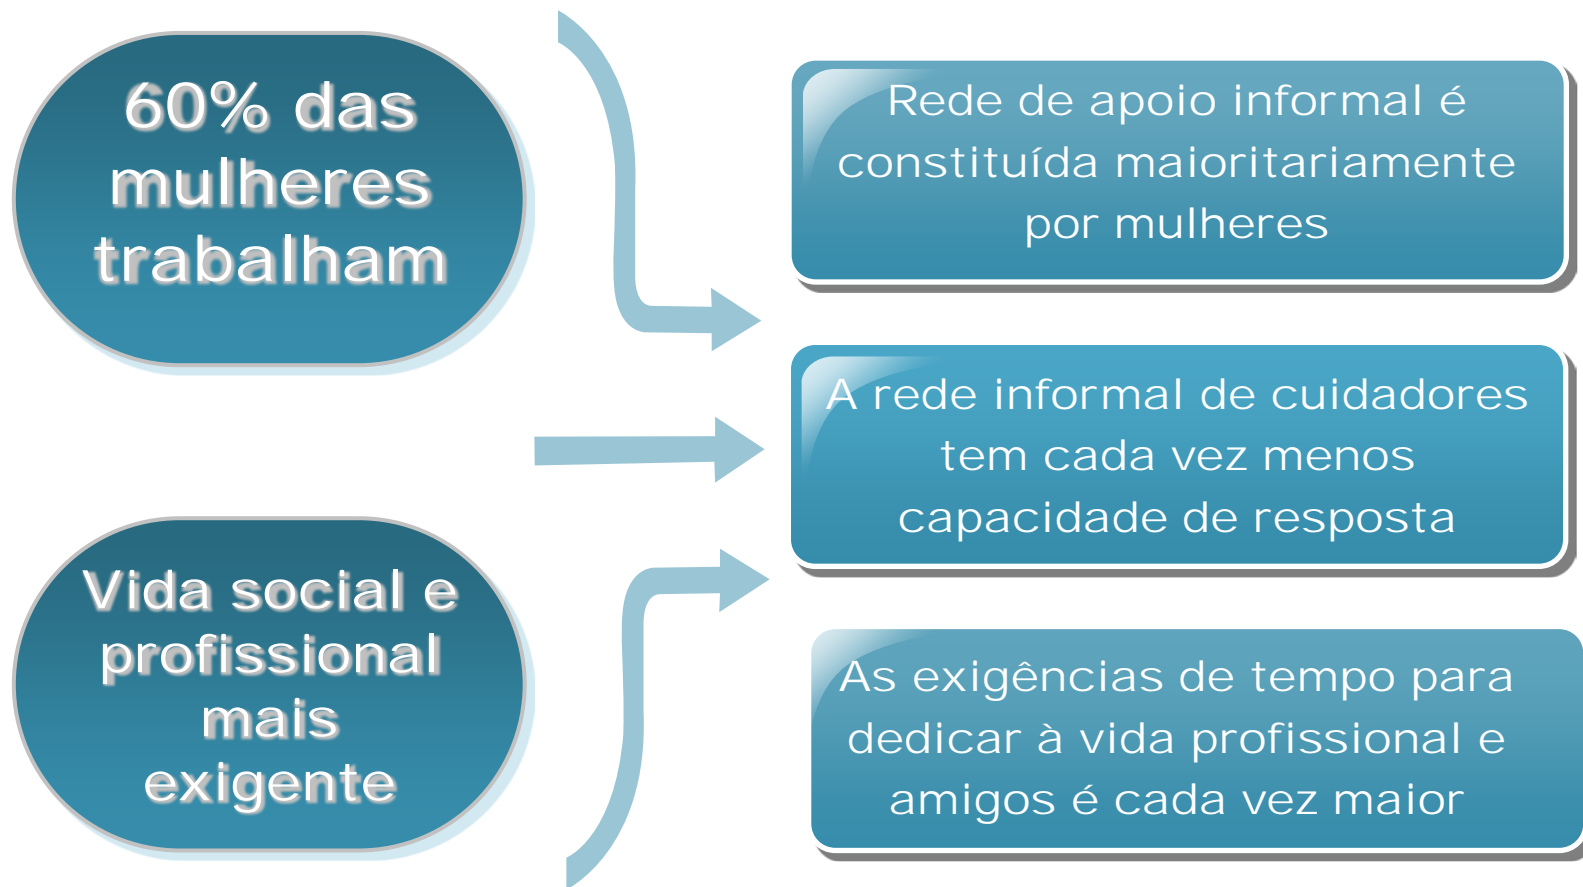 60% das
mulheres
trabalham
Vida social e
profissional
mais
exigente
Rede de apoio informal é
constituída maioritariamente
por mulheres
A rede informal de cuidadores
tem cada vez menos
capacidade de resposta
As exigências de tempo para
dedicar à vida profissional e
amigos é cada vez maior